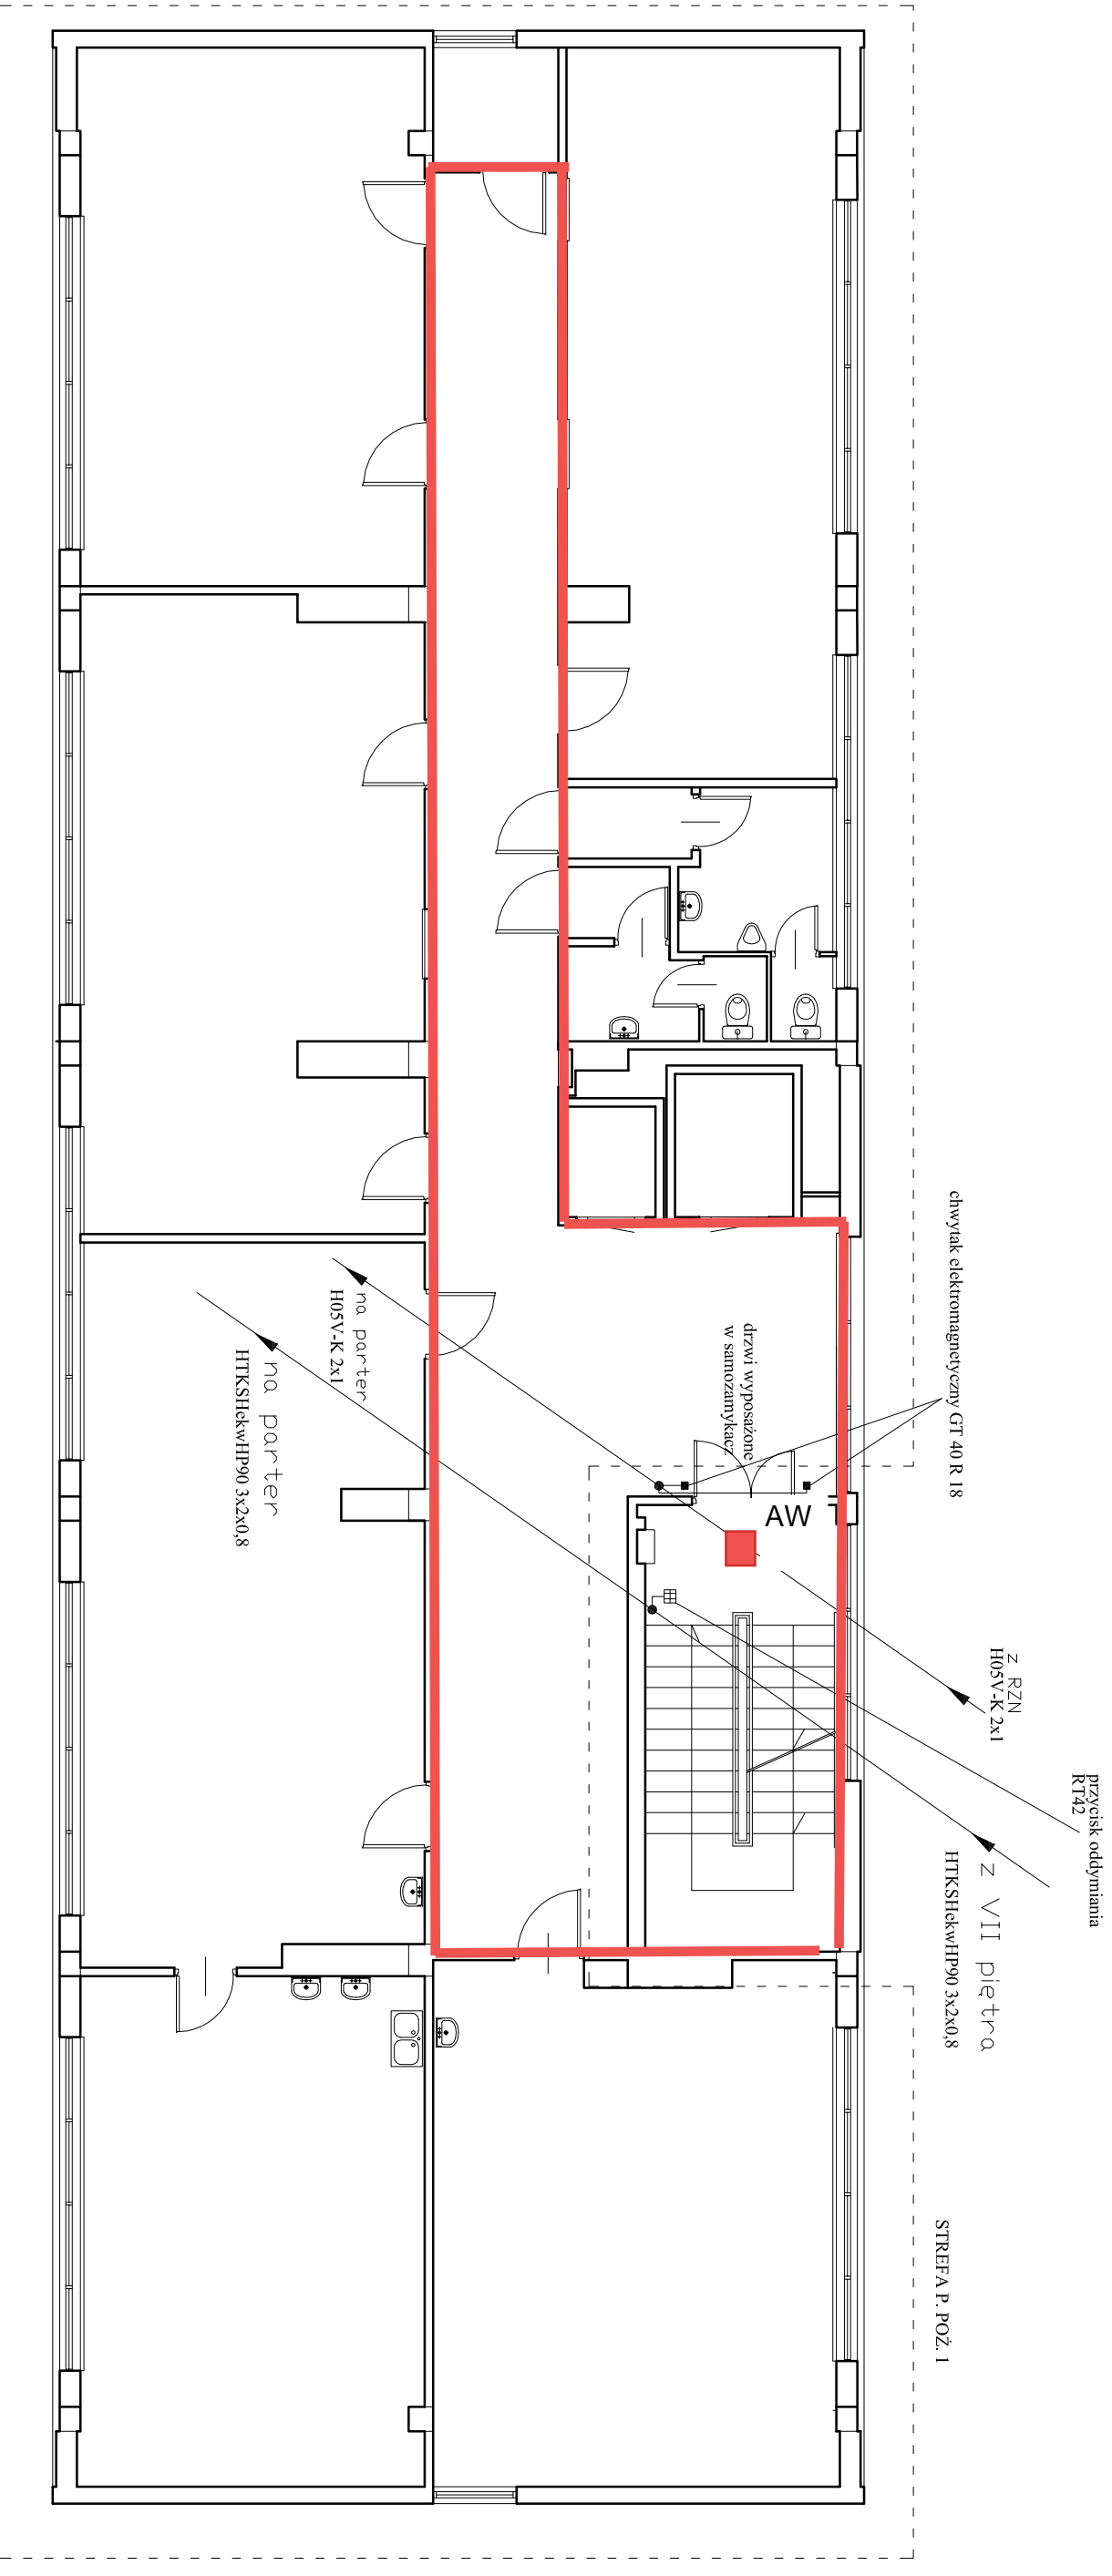 chwytak elektromagnetyczny GT 40 R 18
drzwi wyposażone
w samozamykacz
na parter
H05V-K 2x1
na parter
HTKSHekwHP90 3x2x0,8
AW
z RZN
H05V-K 2x1
przycisk oddymiania
RT42
z VII piętra
HTKSHekwHP90 3x2x0,8
STREFA P. POŻ. 1